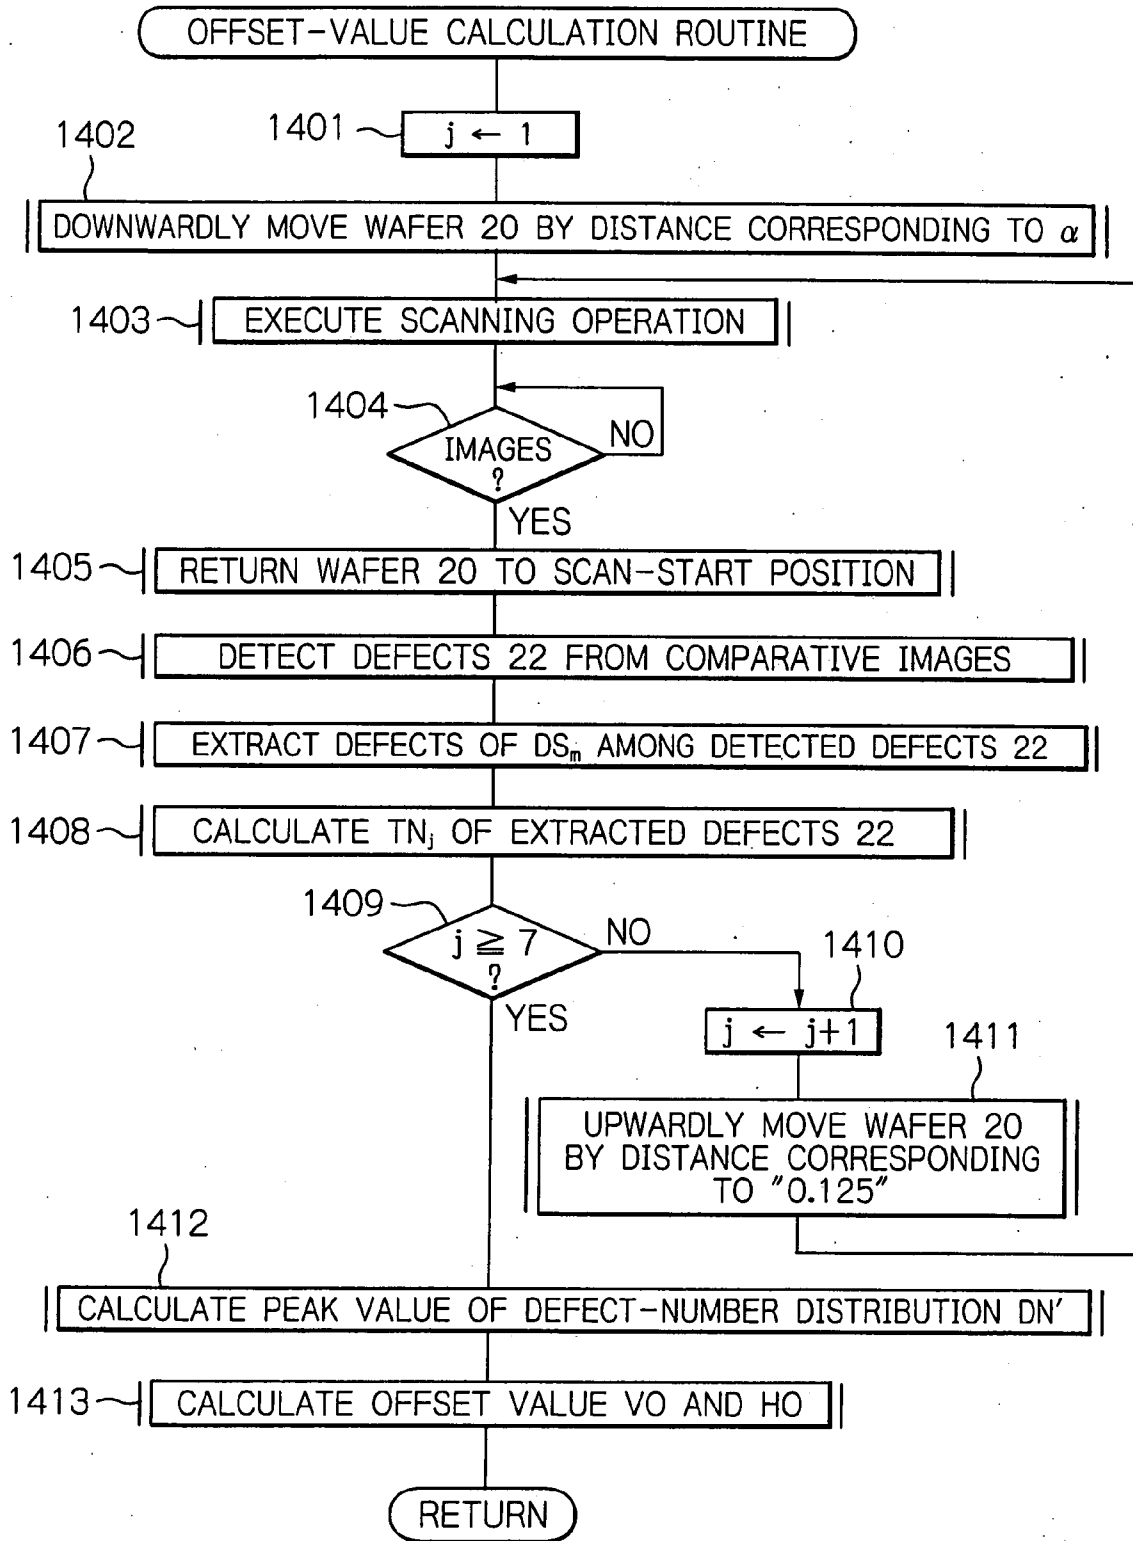 OFFSET-VALUE CALCULATION ROUTINE
1401
j ← 1
1402
DOWNWARDLY MOVE WAFER 20 BY DISTANCE CORRESPONDING TO α
1403
EXECUTE SCANNING OPERATION
1404
IMAGES
?
NO
YES
1405
RETURN WAFER 20 TO SCAN-START POSITION
1406
DETECT DEFECTS 22 FROM COMPARATIVE IMAGES
1407
EXTRACT DEFECTS OF DSm AMONG DETECTED DEFECTS 22
1408
CALCULATE TNj OF EXTRACTED DEFECTS 22
1409
j ≧ 7
?
NO
YES
1410
j ← j+1
1411
UPWARDLY MOVE WAFER 20
BY DISTANCE CORRESPONDING
TO "0.125"
1412
CALCULATE PEAK VALUE OF DEFECT-NUMBER DISTRIBUTION DN′
1413
CALCULATE OFFSET VALUE VO AND HO
RETURN